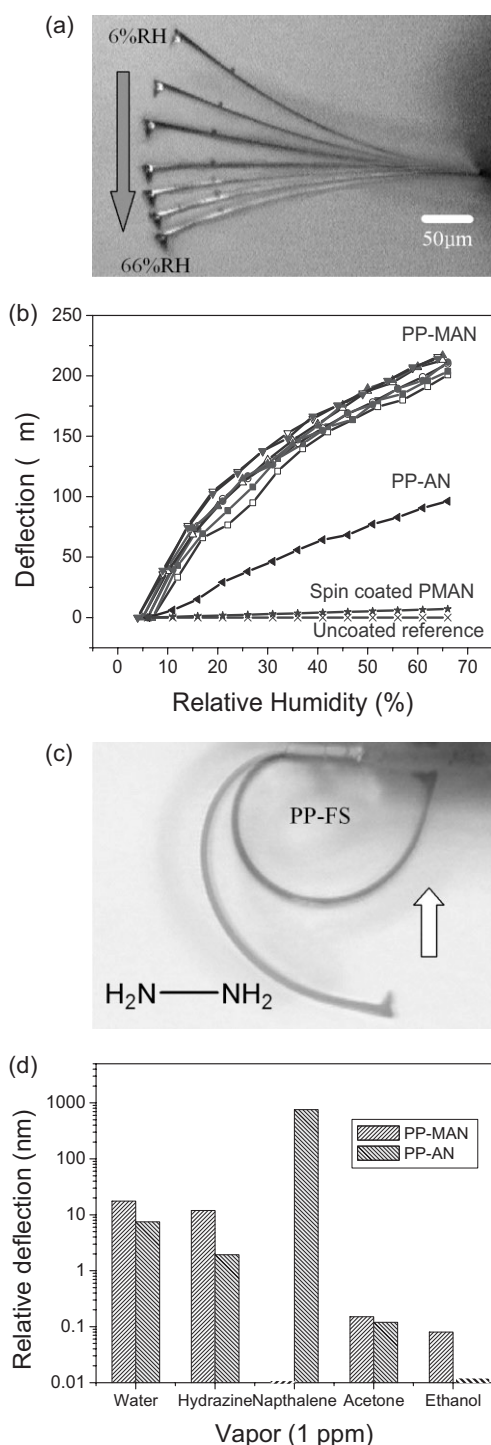 (a)
6%RH
66%RH
50μm
(b)
250
200
150
100
50
0
Deflection ( m)
PP-MAN
PP-AN
Spin coated PMAN
Uncoated reference
0 10 20 30 40 50 60 70
Relative Humidity (%)
(c)
PP-FS
H₂N—NH₂
(d)
1000
100
10
1
0.1
0.01
Relative deflection (nm)
PP-MAN
PP-AN
Water Hydrazine Napthalene Acetone Ethanol
Vapor (1 ppm)